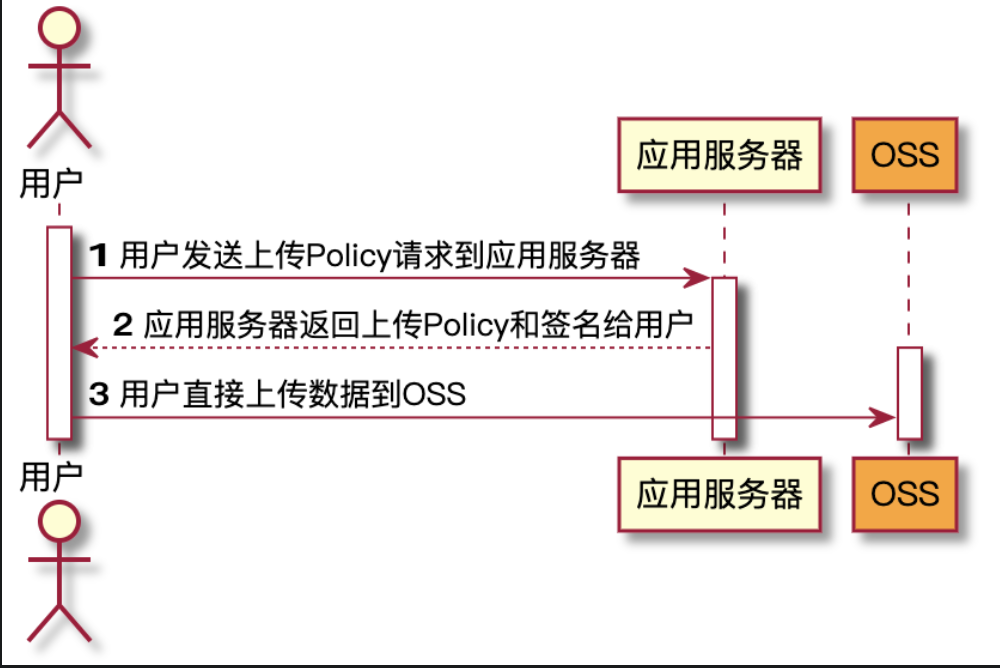 用户
应用服务器
OSS
1 用户发送上传Policy请求到应用服务器
2 应用服务器返回上传Policy和签名给用户
3 用户直接上传数据到OSS
用户
应用服务器
OSS